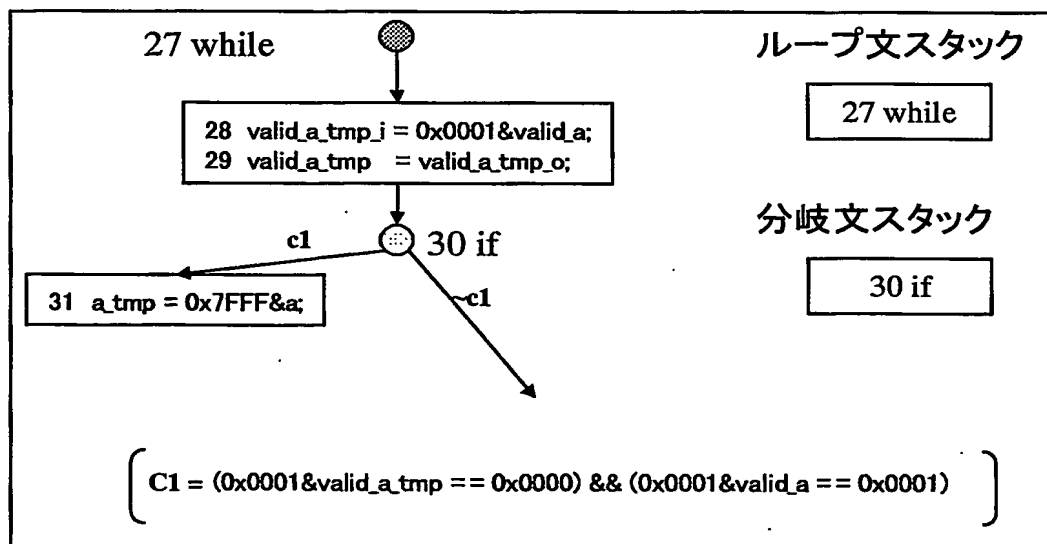 27 while
ループ文スタック
27 while
28 valid_a_tmp_i = 0x0001&valid_a;
29 valid_a_tmp = valid_a_tmp_o;
分岐文スタック
c1
30 if
30 if
31 a_tmp = 0x7FFF&a;
~c1
C1 = (0x0001&valid_a_tmp == 0x0000) && (0x0001&valid_a == 0x0001)